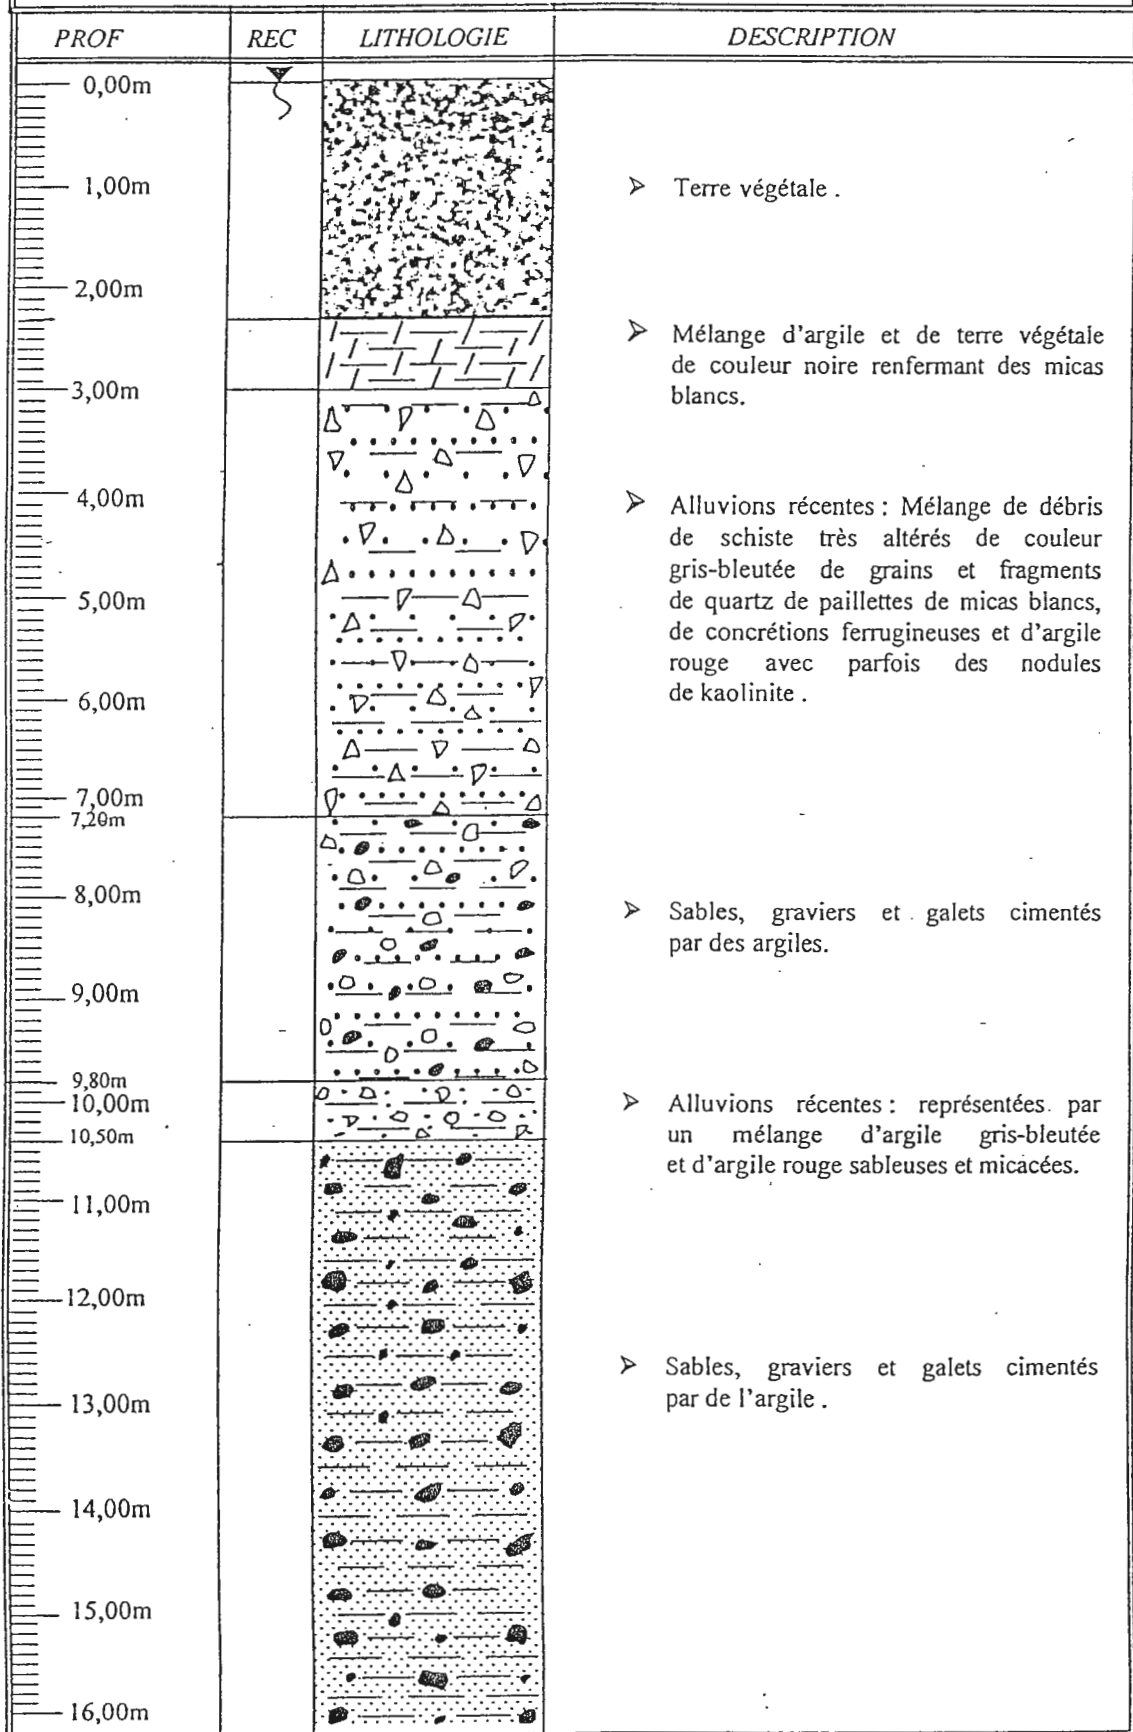 PROF REC LITHOLOGIE DESCRIPTION
0,00m
1,00m
➢ Terre végétale .
2,00m
➢ Mélange d'argile et de terre végétale
de couleur noire renfermant des micas
blancs.
3,00m
4,00m
➢ Alluvions récentes : Mélange de débris
de schiste très altérés de couleur
gris-bleutée de grains et fragments
de quartz de paillettes de micas blancs,
de concrétions ferrugineuses et d'argile
rouge avec parfois des nodules
de kaolinite .
5,00m
6,00m
7,00m
7,20m
8,00m
➢ Sables, graviers et galets cimentés
par des argiles.
9,00m
9,80m
10,00m
➢ Alluvions récentes : représentées par
un mélange d'argile gris-bleutée
et d'argile rouge sableuses et micacées.
10,50m
11,00m
12,00m
➢ Sables, graviers et galets cimentés
par de l'argile .
13,00m
14,00m
15,00m
16,00m